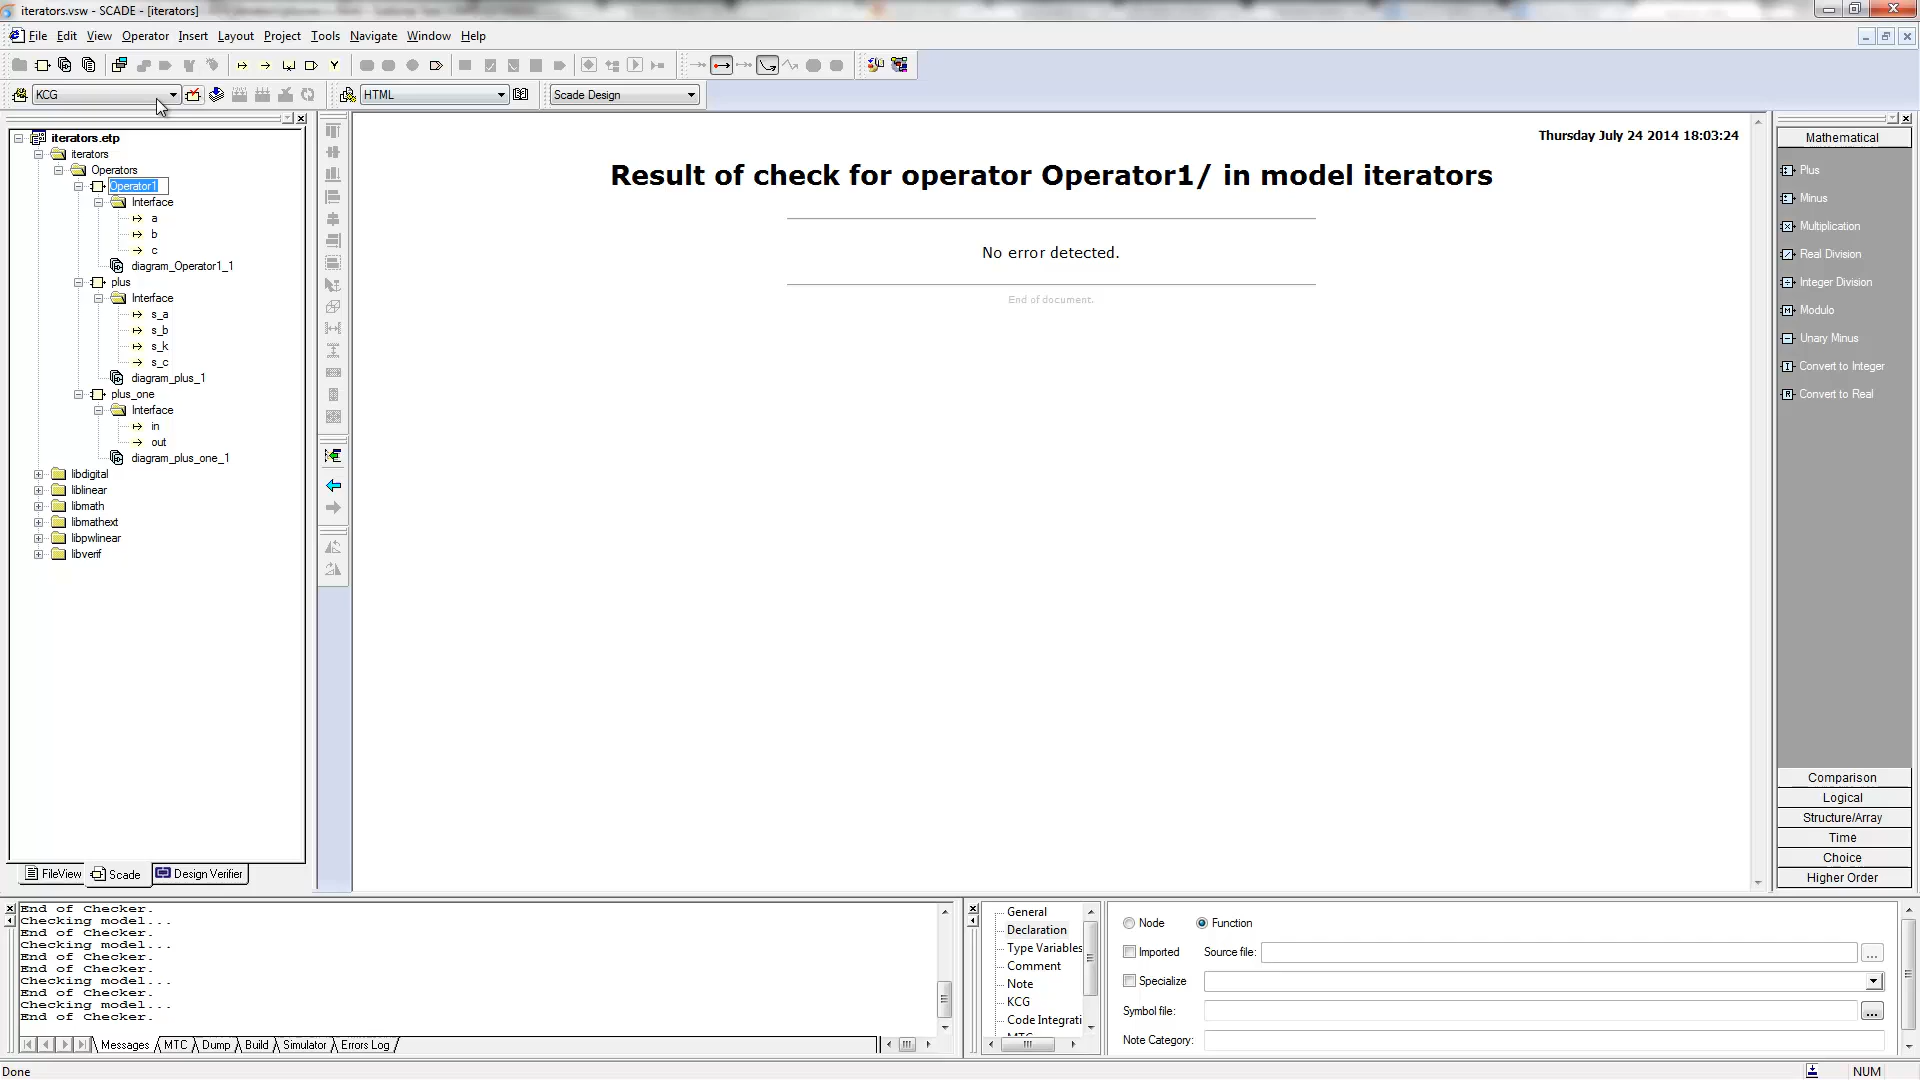 iterators.vsw - SCADE - [iterators]
File Edit View Operator Insert Layout Project Tools Navigate Window Help
KCG
HTML
Scade Design
iterators.etp
iterators
Operators
Operator1
Interface
a
b
c
diagram_Operator1_1
plus
Interface
s_a
s_b
s_k
s_c
diagram_plus_1
plus_one
Interface
in
out
diagram_plus_one_1
libdigital
liblinear
libmath
libmathext
libpwlinear
libverif
FileView Scade Design Verifier
Thursday July 24 2014 18:03:24
Result of check for operator Operator1/ in model iterators
No error detected.
End of document.
Mathematical
Plus
Minus
Multiplication
Real Division
Integer Division
Modulo
Unary Minus
Convert to Integer
Convert to Real
Comparison
Logical
Structure/Array
Time
Choice
Higher Order
End of Checker.
Checking model...
End of Checker.
Checking model...
End of Checker.
End of Checker.
Checking model...
End of Checker.
Checking model...
End of Checker.
Messages MTC Dump Build Simulator Errors Log
General
Declaration
Type Variables
Comment
Note
KCG
Code Integrati
Node Function
Imported Source file: ...
Specialize
Symbol file: ...
Note Category:
Done
NUM